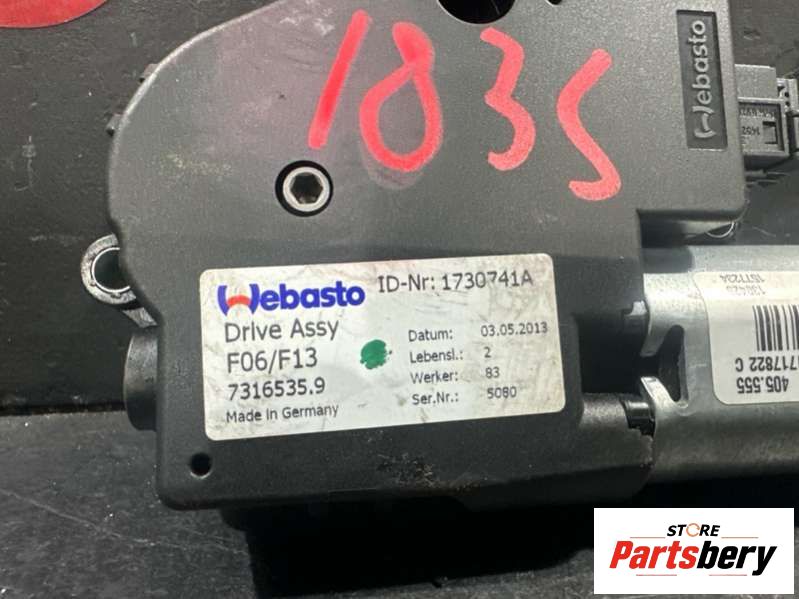 1835
Webasto
Webasto
ID-Nr: 1730741A
Drive Assy
F06/F13
7316535.9
Made in Germany
Datum: 03.05.2013
Lebensl.: 2
Werker: 83
Ser.Nr.: 5080
405.555
7117822 C
STORE
Partsbery